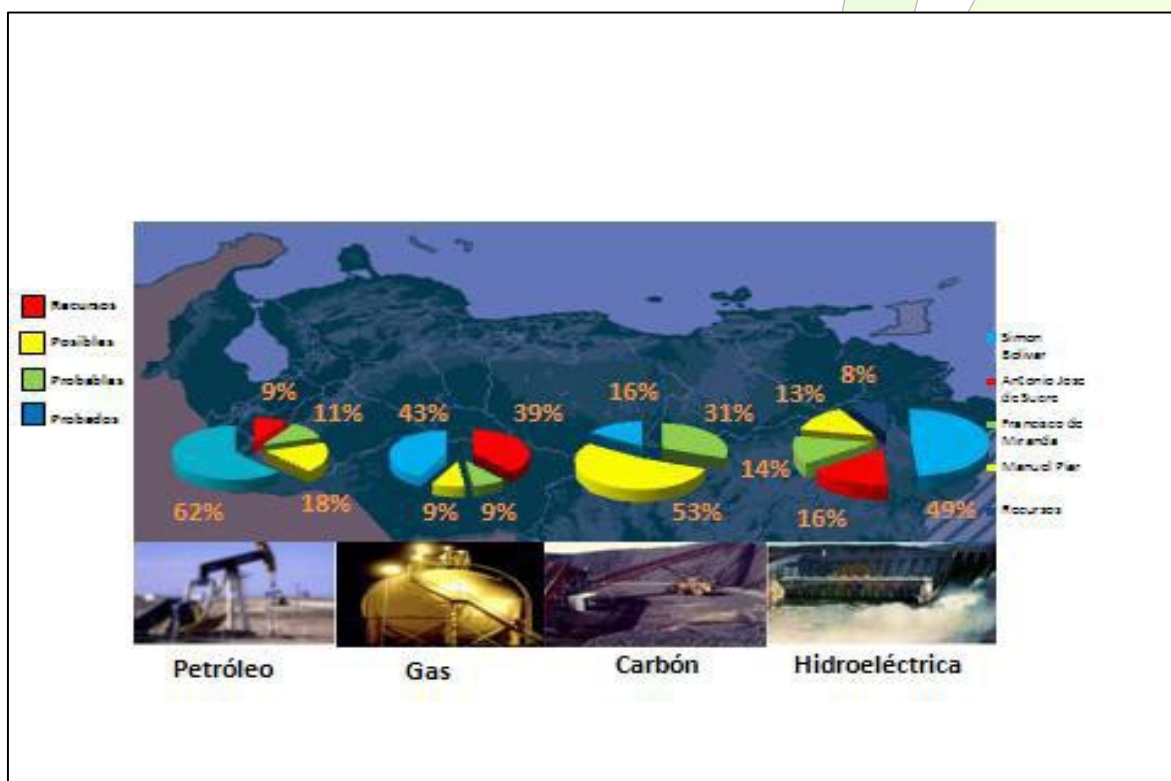 Recursos
Posibles
Probables
Probados
9%
11%
18%
62%
43%
39%
9%
9%
16%
31%
53%
13%
8%
14%
16%
49%
Simon
Bolivar
Antonio Jose
de Sucre
Francisco de
Miranda
Manuel Piar
Recursos
Petróleo
Gas
Carbón
Hidroeléctrica